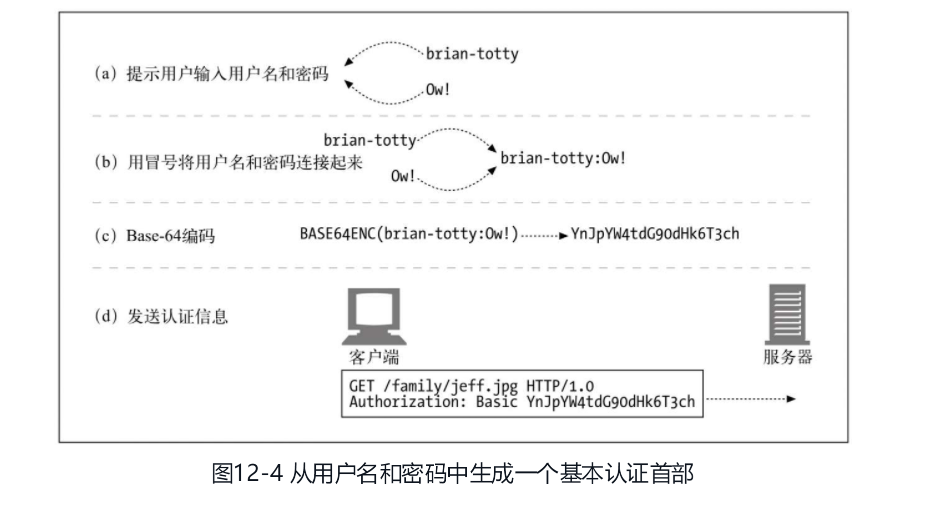 brian-totty
(a) 提示用户输入用户名和密码
Ow!
brian-totty
(b) 用冒号将用户名和密码连接起来
brian-totty:Ow!
Ow!
(c) Base-64编码
BASE64ENC(brian-totty:Ow!)
YnJpYW4tdG90dHk6T3ch
(d) 发送认证信息
客户端
服务器
GET /family/jeff.jpg HTTP/1.0
Authorization: Basic YnJpYW4tdG90dHk6T3ch
图12-4 从用户名和密码中生成一个基本认证首部